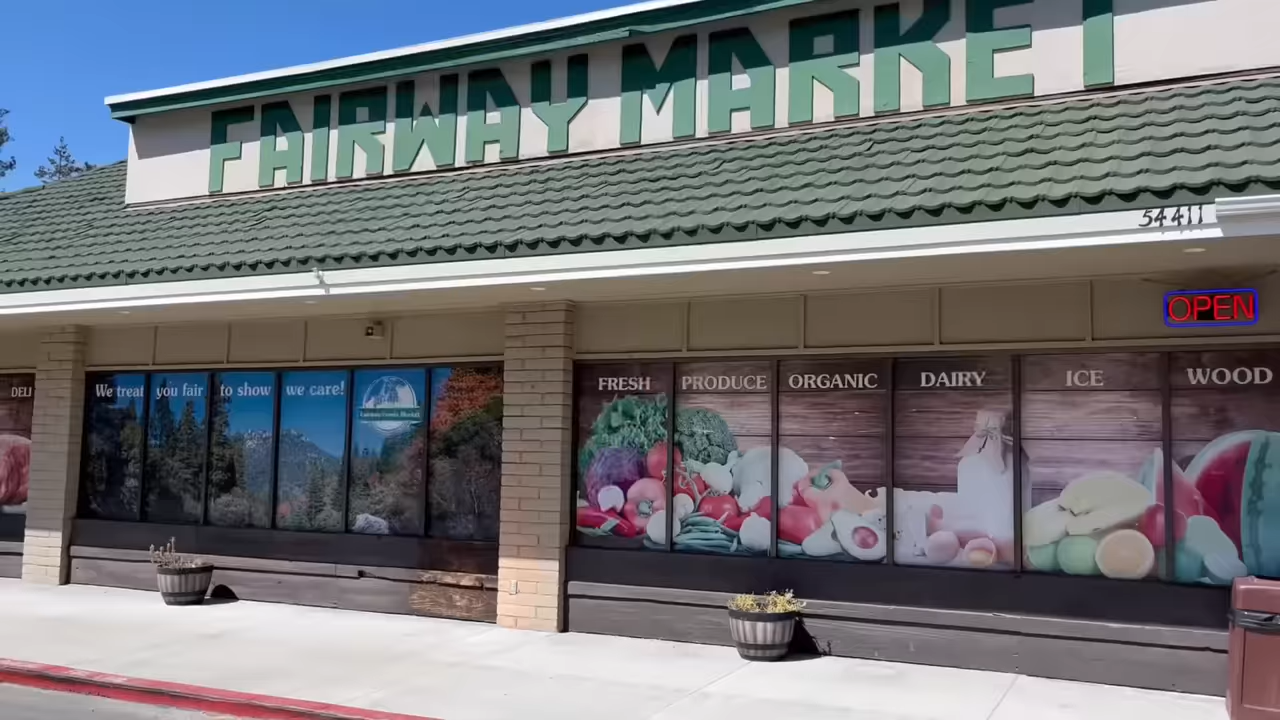 FAIRWAY MARKET
54411
OPEN
DELI
We treat you fair to show we care!
FRESH PRODUCE ORGANIC DAIRY ICE WOOD